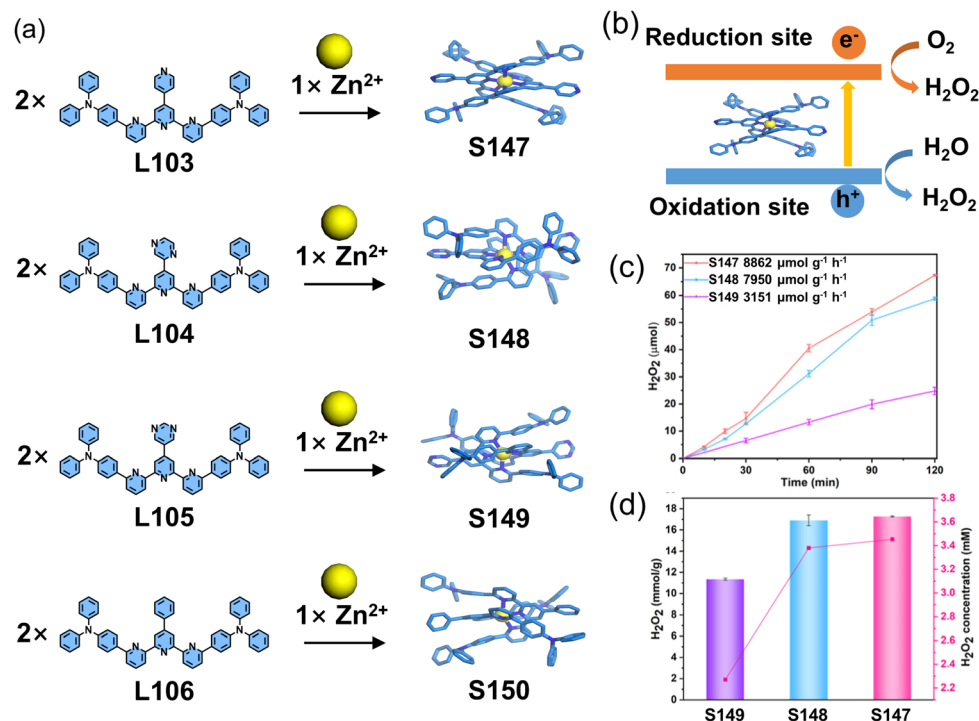 (a)
2×
N
N
N
N
N
N
L103
1× Zn²⁺
S147
2×
N
N
N
N
N
N
N
L104
1× Zn²⁺
S148
2×
N
N
N
N
N
N
N
L105
1× Zn²⁺
S149
2×
N
N
N
N
N
L106
1× Zn²⁺
S150
(b)
Reduction site
e⁻
O₂
H₂O₂
H₂O
H₂O₂
Oxidation site
h⁺
(c)
S147 8862 μmol g⁻¹ h⁻¹
S148 7950 μmol g⁻¹ h⁻¹
S149 3151 μmol g⁻¹ h⁻¹
H₂O₂ (μmol)
70
60
50
40
30
20
10
0
0 30 60 90 120
Time (min)
(d)
H₂O₂ (mmol/g)
18
16
14
12
10
8
6
4
2
0
3.8
3.6
3.4
3.2
3.0
2.8
2.6
2.4
2.2
H₂O₂ concentration (mM)
S149 S148 S147